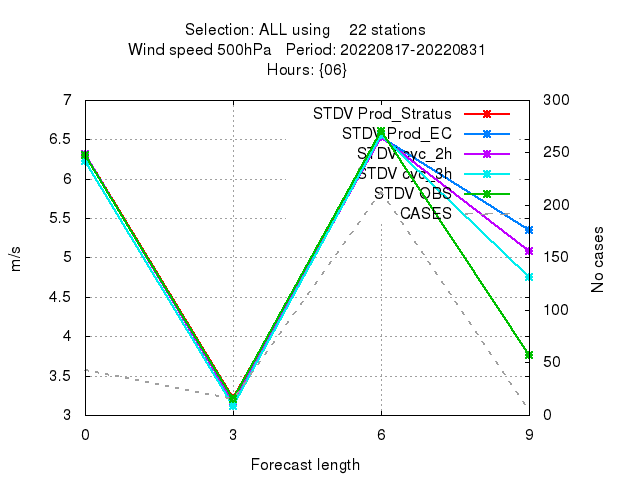 Selection: ALL using 22 stations
Wind speed 500hPa Period: 20220817-20220831
Hours: {06}
7
6.5
6
5.5
5
4.5
4
3.5
3
m/s
300
250
200
150
100
50
0
No cases
STDV Prod_Stratus
STDV Prod_EC
STDV cyc_2h
STDV cyc_3h
STDV OBS
CASES
0 3 6 9
Forecast length